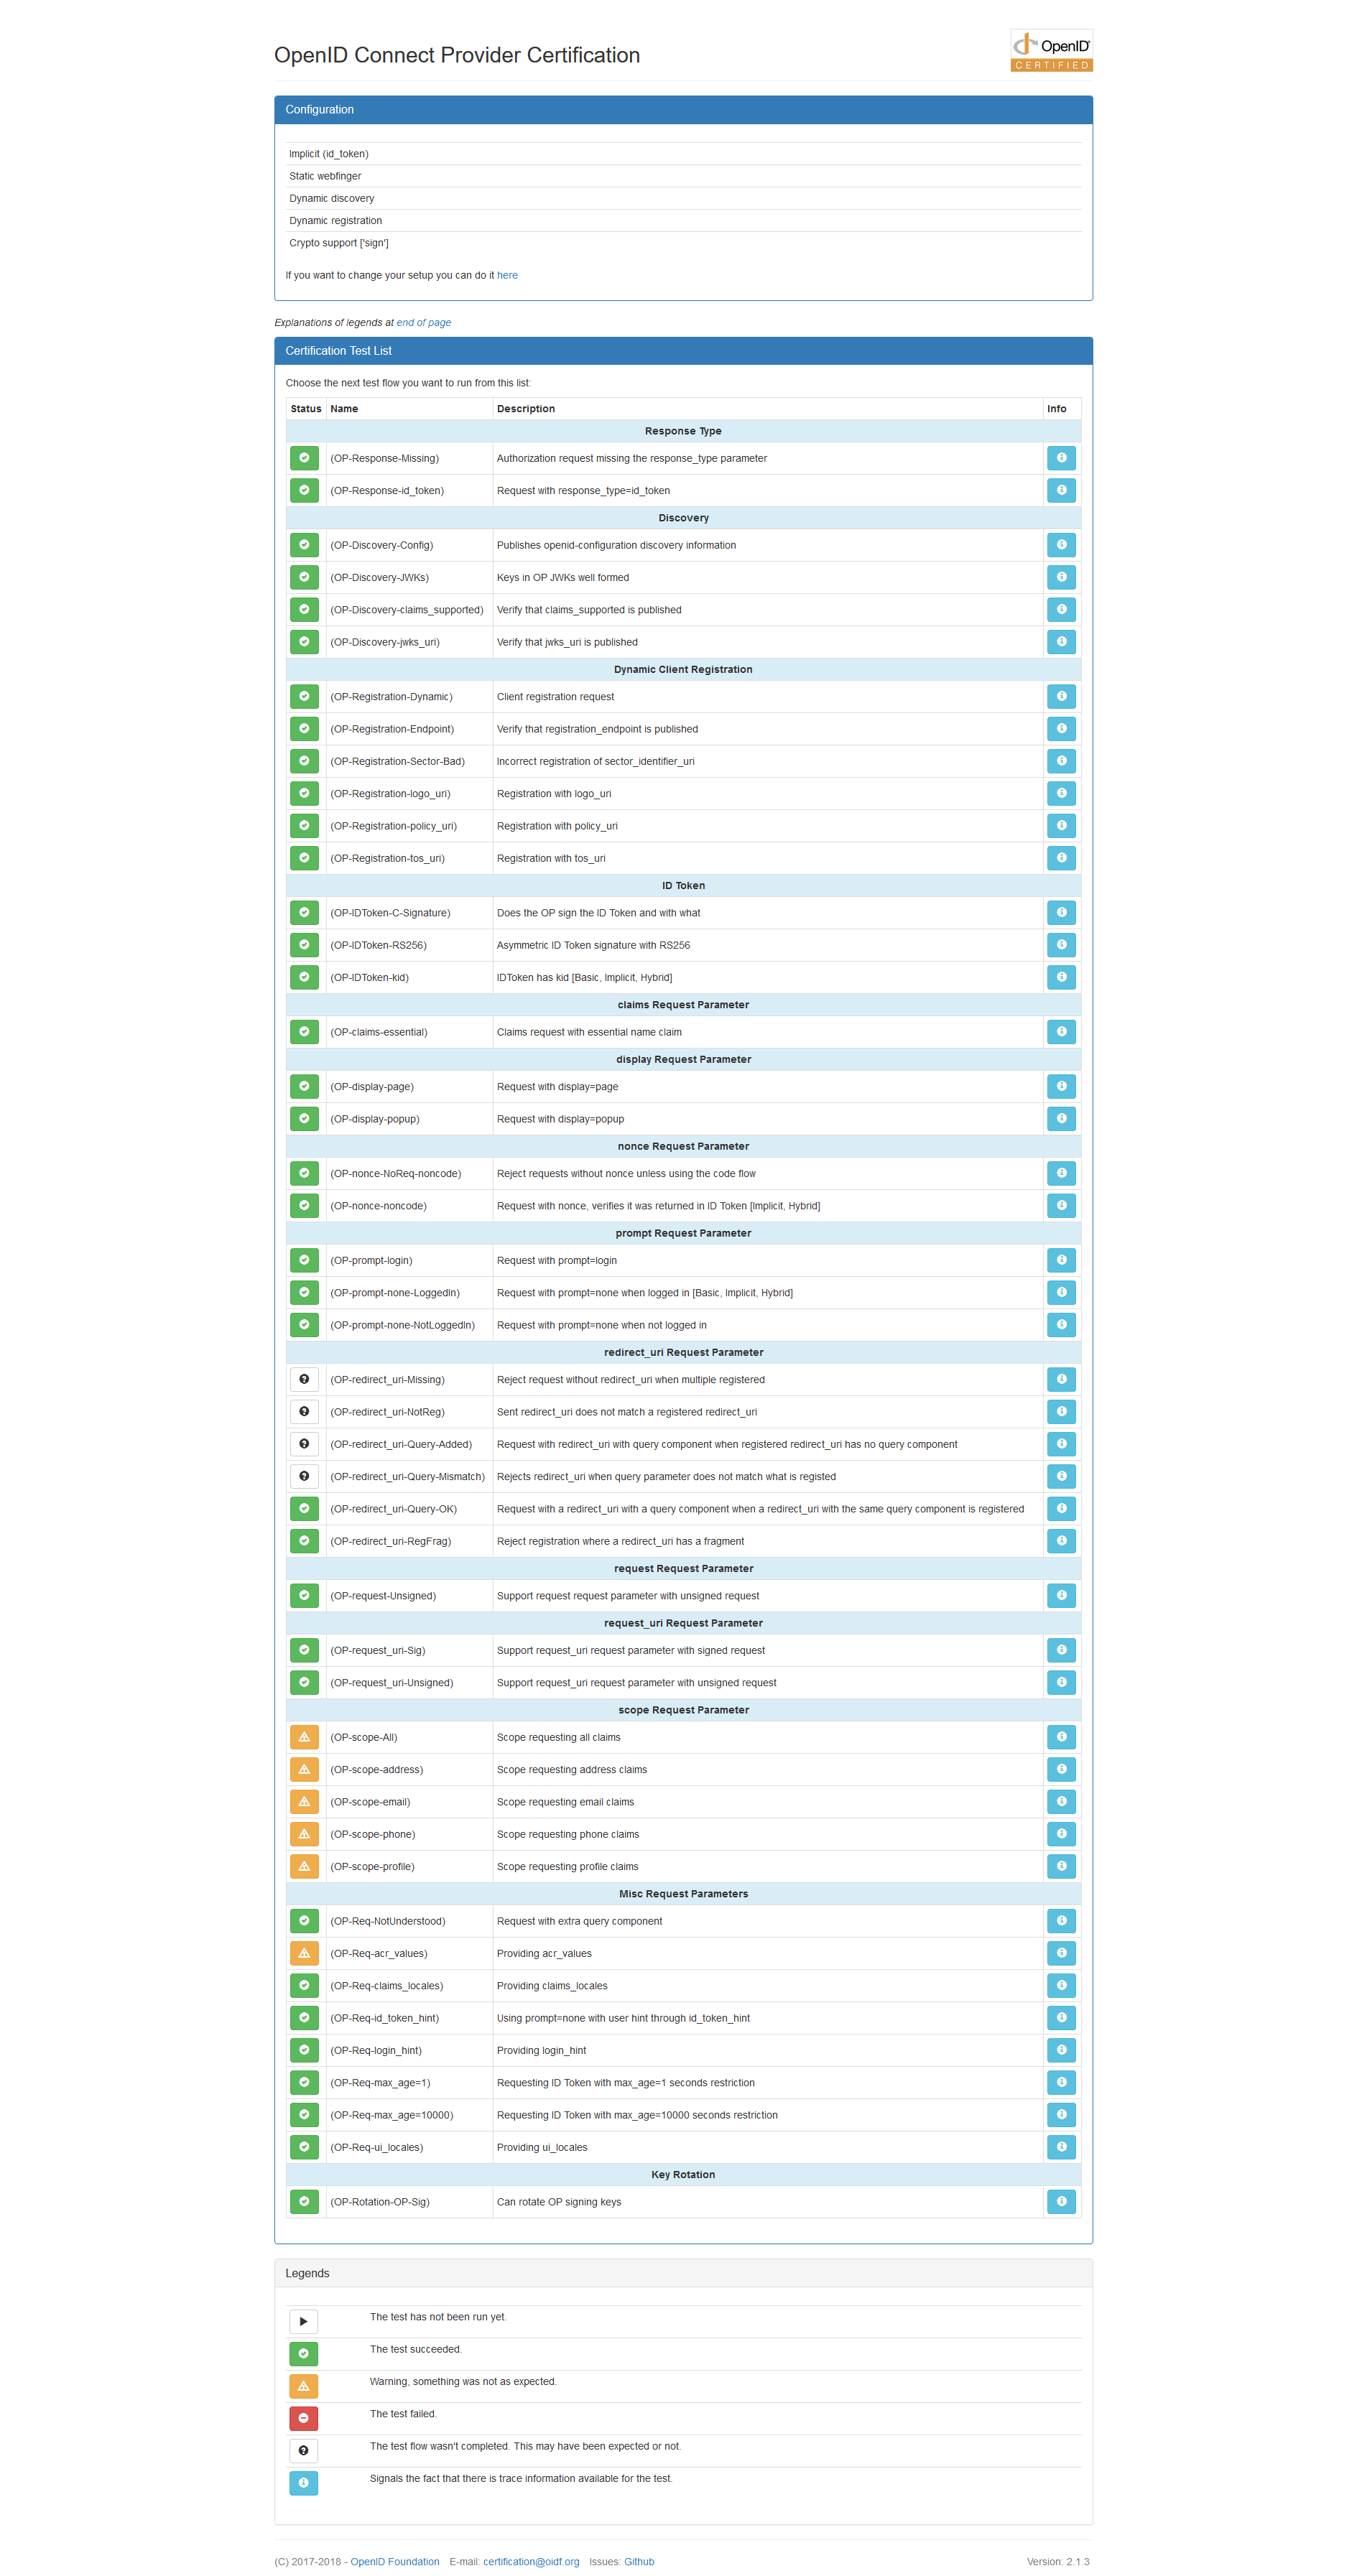 OpenID Connect Provider Certification
OpenID®
CERTIFIED
Configuration
Implicit (id_token)
Static webfinger
Dynamic discovery
Dynamic registration
Crypto support ['sign']
If you want to change your setup you can do it here
Explanations of legends at end of page
Certification Test List
Choose the next test flow you want to run from this list:
Status Name Description Info
Response Type
(OP-Response-Missing) Authorization request missing the response_type parameter
(OP-Response-id_token) Request with response_type=id_token
Discovery
(OP-Discovery-Config) Publishes openid-configuration discovery information
(OP-Discovery-JWKs) Keys in OP JWKs well formed
(OP-Discovery-claims_supported) Verify that claims_supported is published
(OP-Discovery-jwks_uri) Verify that jwks_uri is published
Dynamic Client Registration
(OP-Registration-Dynamic) Client registration request
(OP-Registration-Endpoint) Verify that registration_endpoint is published
(OP-Registration-Sector-Bad) Incorrect registration of sector_identifier_uri
(OP-Registration-logo_uri) Registration with logo_uri
(OP-Registration-policy_uri) Registration with policy_uri
(OP-Registration-tos_uri) Registration with tos_uri
ID Token
(OP-IDToken-C-Signature) Does the OP sign the ID Token and with what
(OP-IDToken-RS256) Asymmetric ID Token signature with RS256
(OP-IDToken-kid) IDToken has kid [Basic, Implicit, Hybrid]
claims Request Parameter
(OP-claims-essential) Claims request with essential name claim
display Request Parameter
(OP-display-page) Request with display=page
(OP-display-popup) Request with display=popup
nonce Request Parameter
(OP-nonce-NoReq-noncode) Reject requests without nonce unless using the code flow
(OP-nonce-noncode) Request with nonce, verifies it was returned in ID Token [Implicit, Hybrid]
prompt Request Parameter
(OP-prompt-login) Request with prompt=login
(OP-prompt-none-LoggedIn) Request with prompt=none when logged in [Basic, Implicit, Hybrid]
(OP-prompt-none-NotLoggedIn) Request with prompt=none when not logged in
redirect_uri Request Parameter
(OP-redirect_uri-Missing) Reject request without redirect_uri when multiple registered
(OP-redirect_uri-NotReg) Sent redirect_uri does not match a registered redirect_uri
(OP-redirect_uri-Query-Added) Request with redirect_uri with query component when registered redirect_uri has no query component
(OP-redirect_uri-Query-Mismatch) Rejects redirect_uri when query parameter does not match what is registed
(OP-redirect_uri-Query-OK) Request with a redirect_uri with a query component when a redirect_uri with the same query component is registered
(OP-redirect_uri-RegFrag) Reject registration where a redirect_uri has a fragment
request Request Parameter
(OP-request-Unsigned) Support request request parameter with unsigned request
request_uri Request Parameter
(OP-request_uri-Sig) Support request_uri request parameter with signed request
(OP-request_uri-Unsigned) Support request_uri request parameter with unsigned request
scope Request Parameter
(OP-scope-All) Scope requesting all claims
(OP-scope-address) Scope requesting address claims
(OP-scope-email) Scope requesting email claims
(OP-scope-phone) Scope requesting phone claims
(OP-scope-profile) Scope requesting profile claims
Misc Request Parameters
(OP-Req-NotUnderstood) Request with extra query component
(OP-Req-acr_values) Providing acr_values
(OP-Req-claims_locales) Providing claims_locales
(OP-Req-id_token_hint) Using prompt=none with user hint through id_token_hint
(OP-Req-login_hint) Providing login_hint
(OP-Req-max_age=1) Requesting ID Token with max_age=1 seconds restriction
(OP-Req-max_age=10000) Requesting ID Token with max_age=10000 seconds restriction
(OP-Req-ui_locales) Providing ui_locales
Key Rotation
(OP-Rotation-OP-Sig) Can rotate OP signing keys
Legends
The test has not been run yet.
The test succeeded.
Warning, something was not as expected.
The test failed.
The test flow wasn't completed. This may have been expected or not.
Signals the fact that there is trace information available for the test.
(C) 2017-2018 - OpenID Foundation E-mail: certification@oidf.org Issues: Github Version: 2.1.3